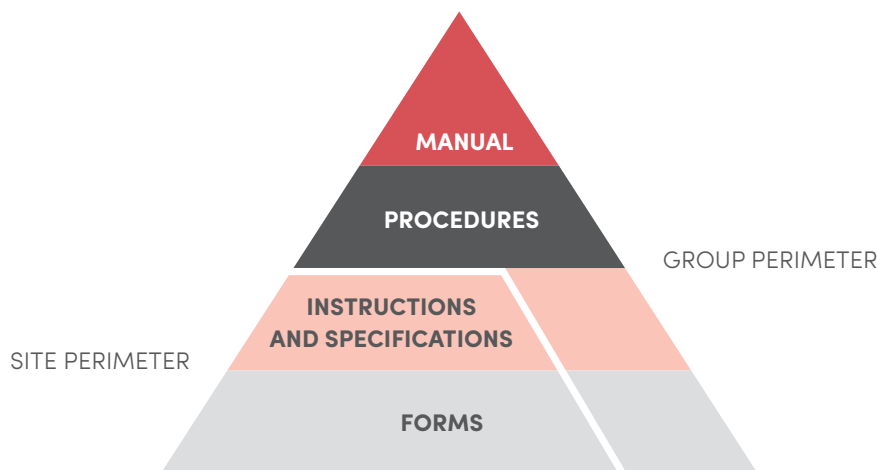 MANUAL
PROCEDURES
GROUP PERIMETER
INSTRUCTIONS
AND SPECIFICATIONS
SITE PERIMETER
FORMS